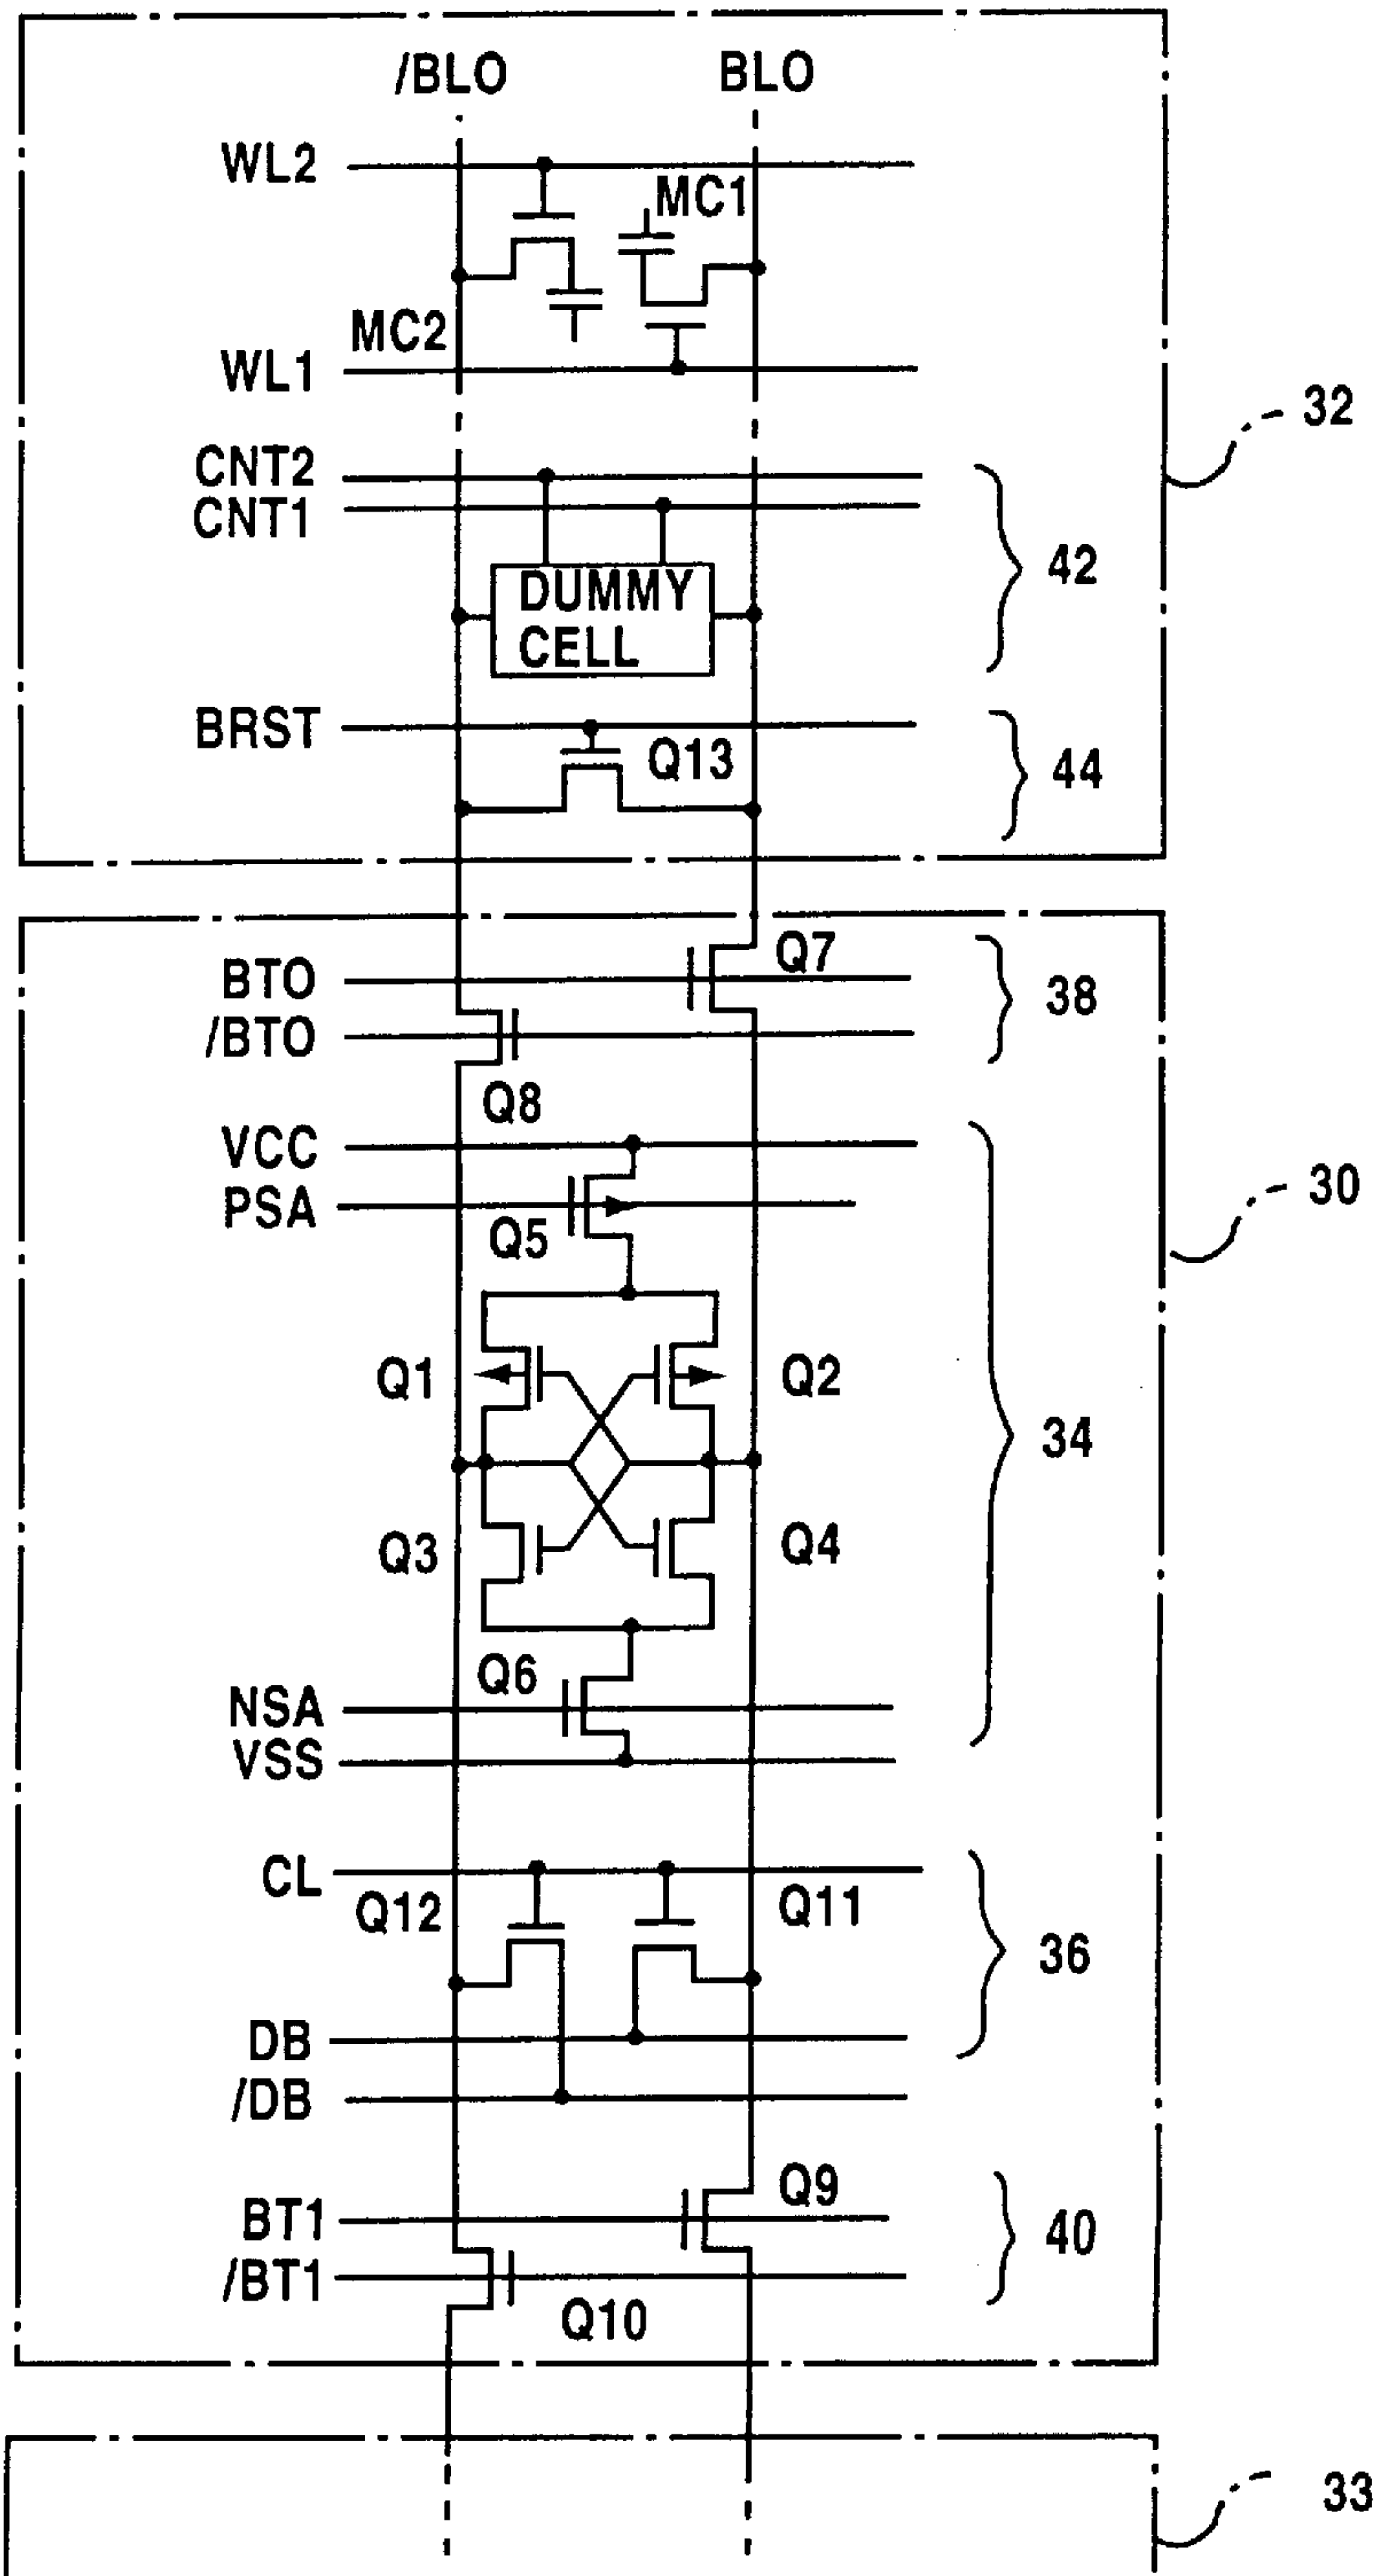 /BLO BLO
WL2
MC1
MC2
WL1
32
CNT2
CNT1
42
DUMMY
CELL
BRST
Q13
44
Q7
BTO
38
/BTO
Q8
VCC
PSA
Q5
30
Q1 Q2
34
Q3 Q4
Q6
NSA
VSS
CL
Q12 Q11
36
DB
/DB
Q9
BT1
40
/BT1
Q10
33